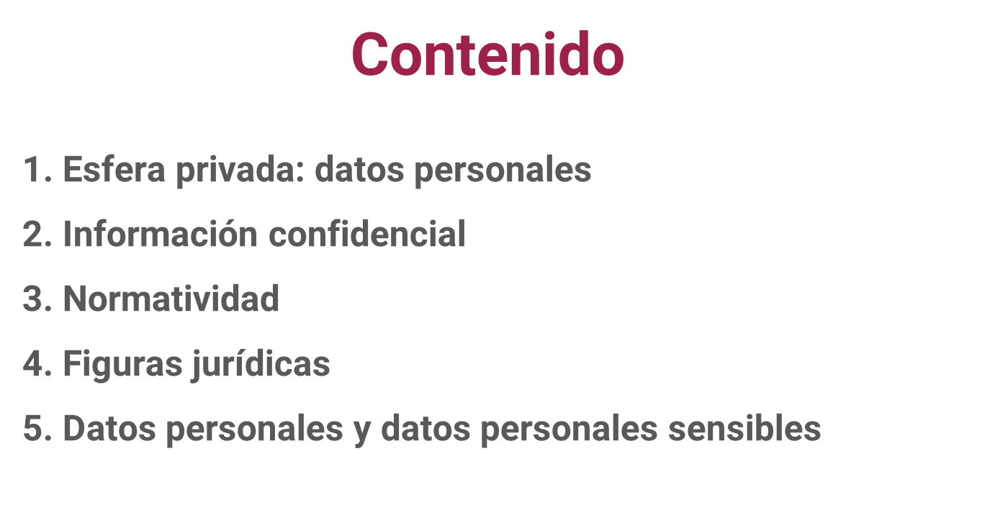 Contenido
1. Esfera privada: datos personales
2. Información confidencial
3. Normatividad
4. Figuras jurídicas
5. Datos personales y datos personales sensibles